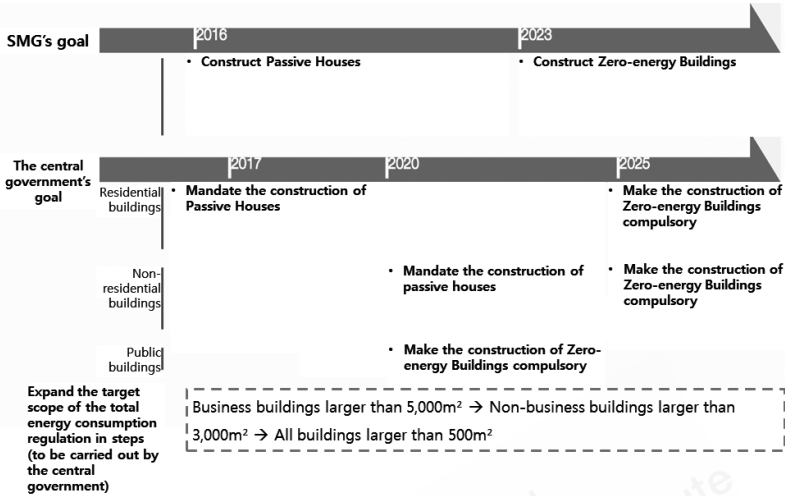 SMG's goal
2016
2023
• Construct Passive Houses
• Construct Zero-energy Buildings
The central
government's
goal
2017
2020
2025
Residential
buildings
• Mandate the construction of
Passive Houses
• Make the construction of
Zero-energy Buildings
compulsory
Non-
residential
buildings
• Mandate the construction of
passive houses
• Make the construction of
Zero-energy Buildings
compulsory
Public
buildings
• Make the construction of Zero-
energy Buildings compulsory
Expand the target
scope of the total
energy consumption
regulation in steps
(to be carried out by
the central
government)
Business buildings larger than 5,000m² → Non-business buildings larger than
3,000m² → All buildings larger than 500m²